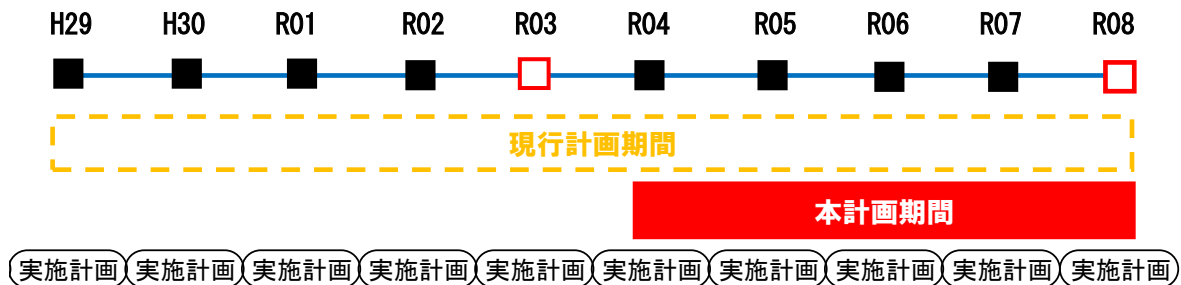 H29 H30 R01 R02 R03 R04 R05 R06 R07 R08
現行計画期間
本計画期間
実施計画 実施計画 実施計画 実施計画 実施計画 実施計画 実施計画 実施計画 実施計画 実施計画